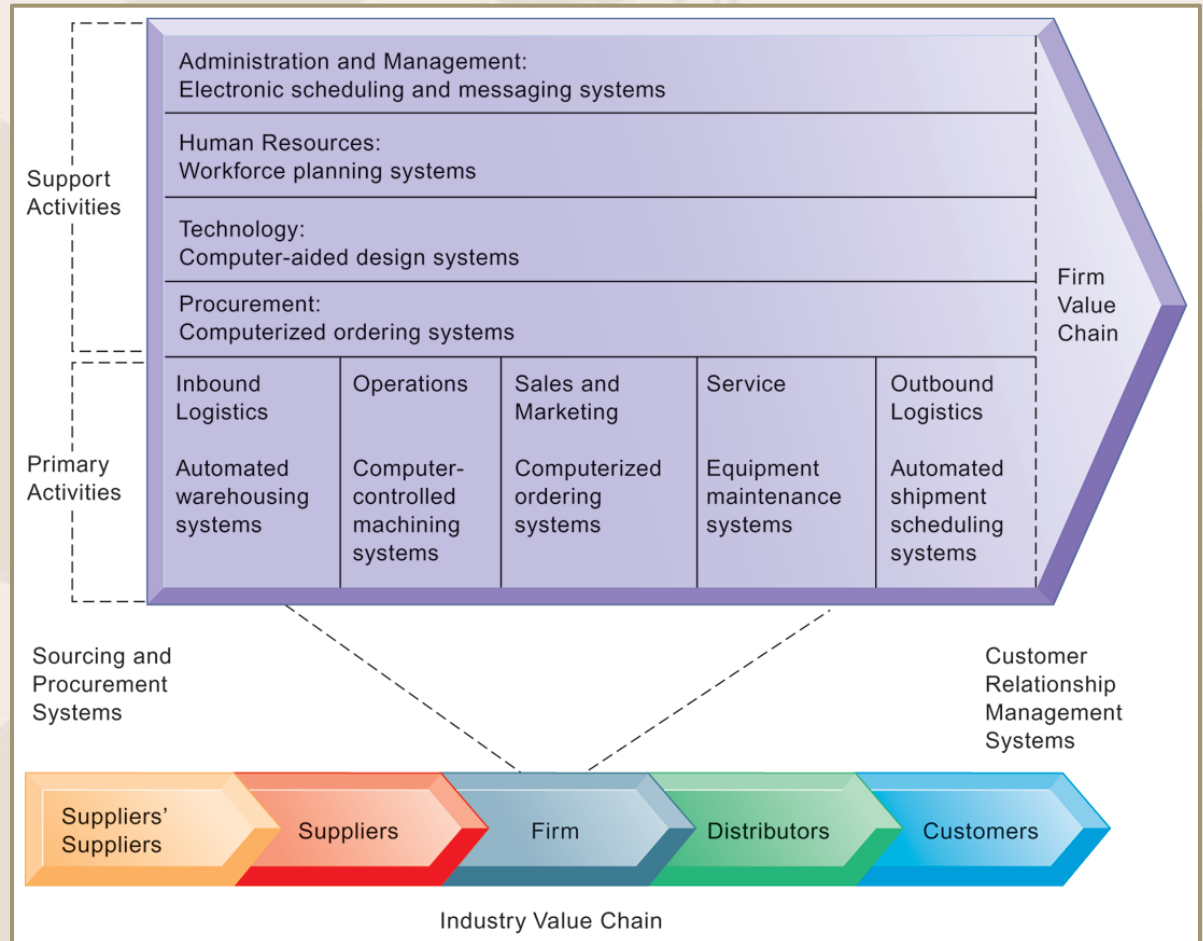 Support
Activities
Administration and Management:
Electronic scheduling and messaging systems
Human Resources:
Workforce planning systems
Technology:
Computer-aided design systems
Procurement:
Computerized ordering systems
Firm
Value
Chain
Primary
Activities
Inbound
Logistics
Automated
warehousing
systems
Operations
Computer-
controlled
machining
systems
Sales and
Marketing
Computerized
ordering
systems
Service
Equipment
maintenance
systems
Outbound
Logistics
Automated
shipment
scheduling
systems
Sourcing and
Procurement
Systems
Customer
Relationship
Management
Systems
Suppliers'
Suppliers
Suppliers
Firm
Distributors
Customers
Industry Value Chain